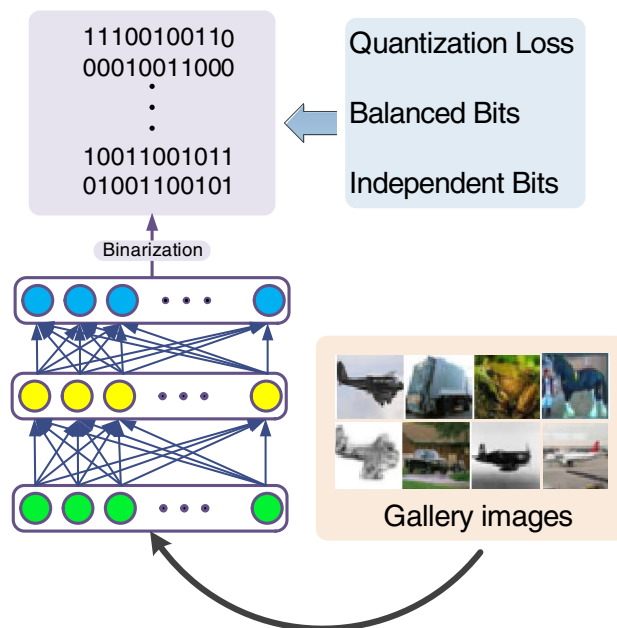 11100100110
00010011000
10011001011
01001100101
Quantization Loss
Balanced Bits
Independent Bits
Binarization
Gallery images